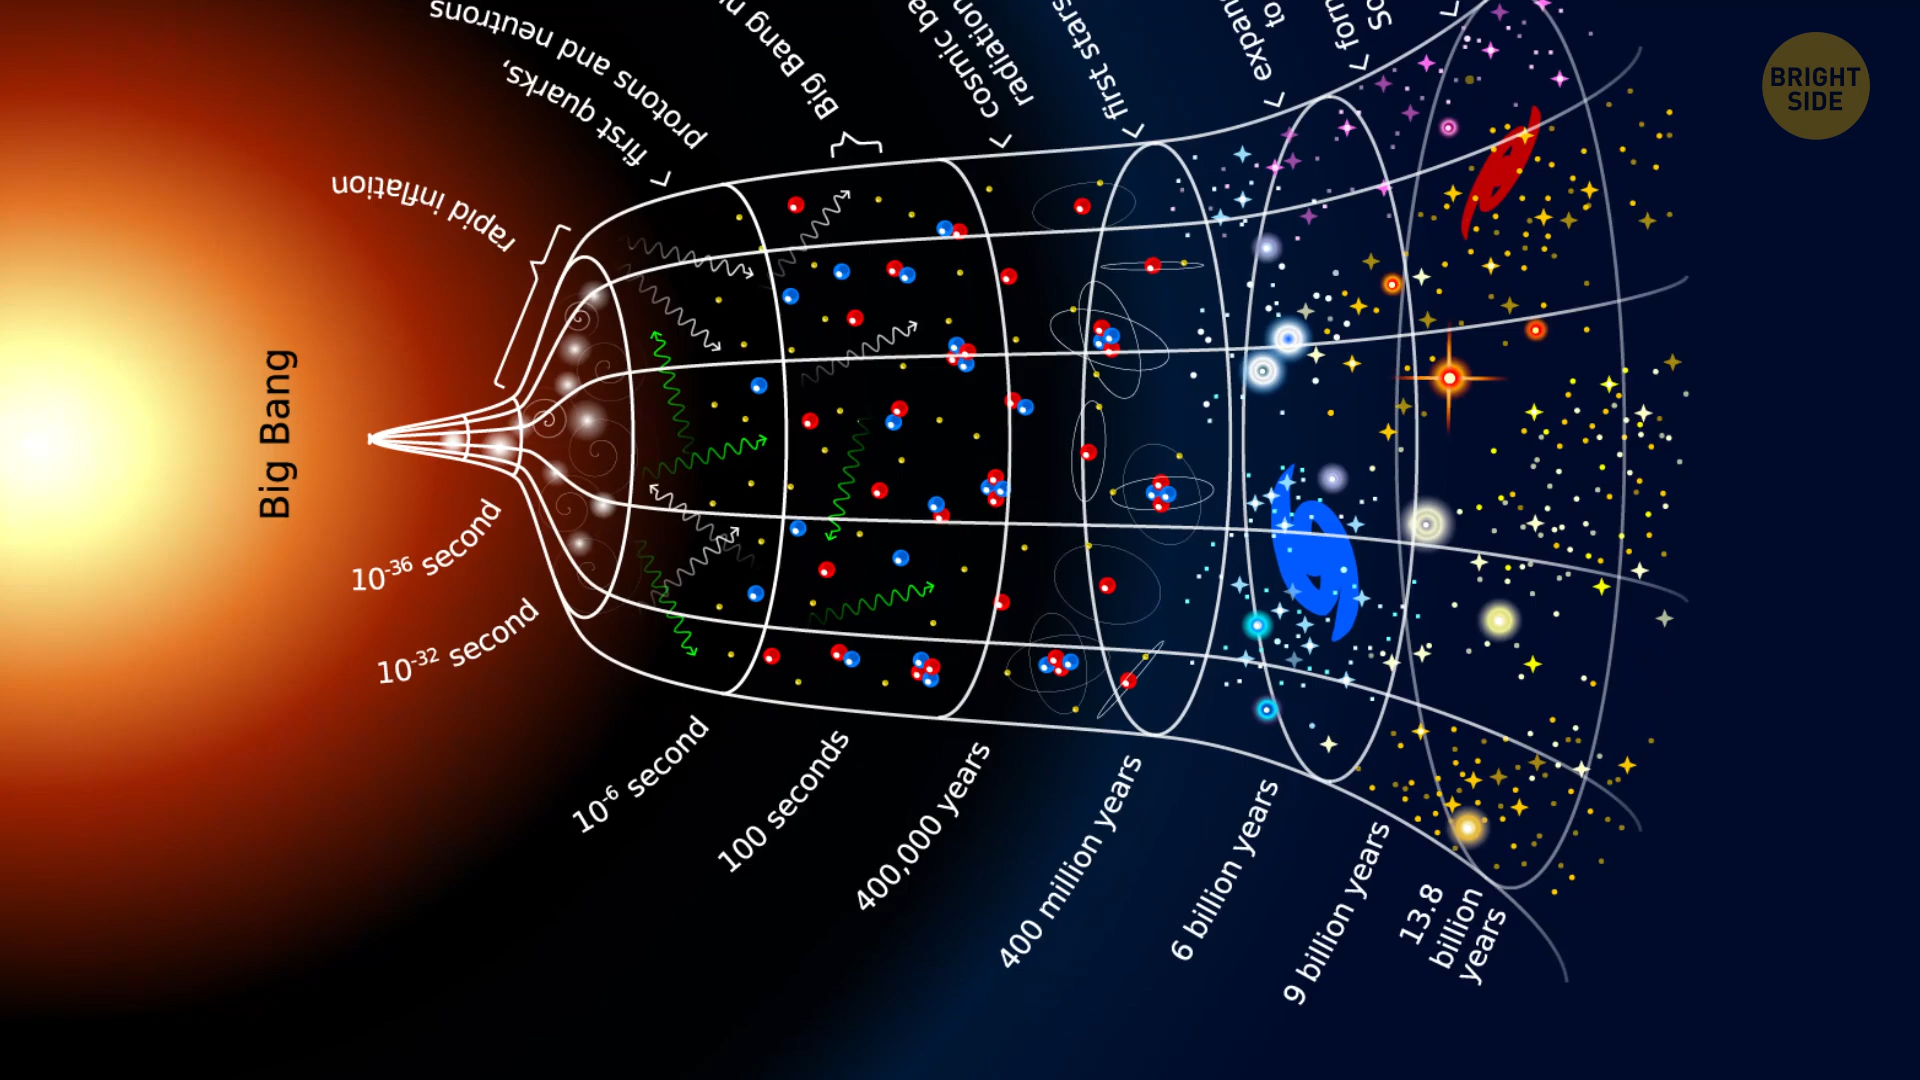 BRIGHT
SIDE
Big Bang
rapid inflation
first quarks,
protons and neutrons
Big Bang
cosmic
radiation
first stars
expand
to
10-36 second
10-32 second
10-6 second
100 seconds
400,000 years
400 million years
6 billion years
9 billion years
13.8
billion
years